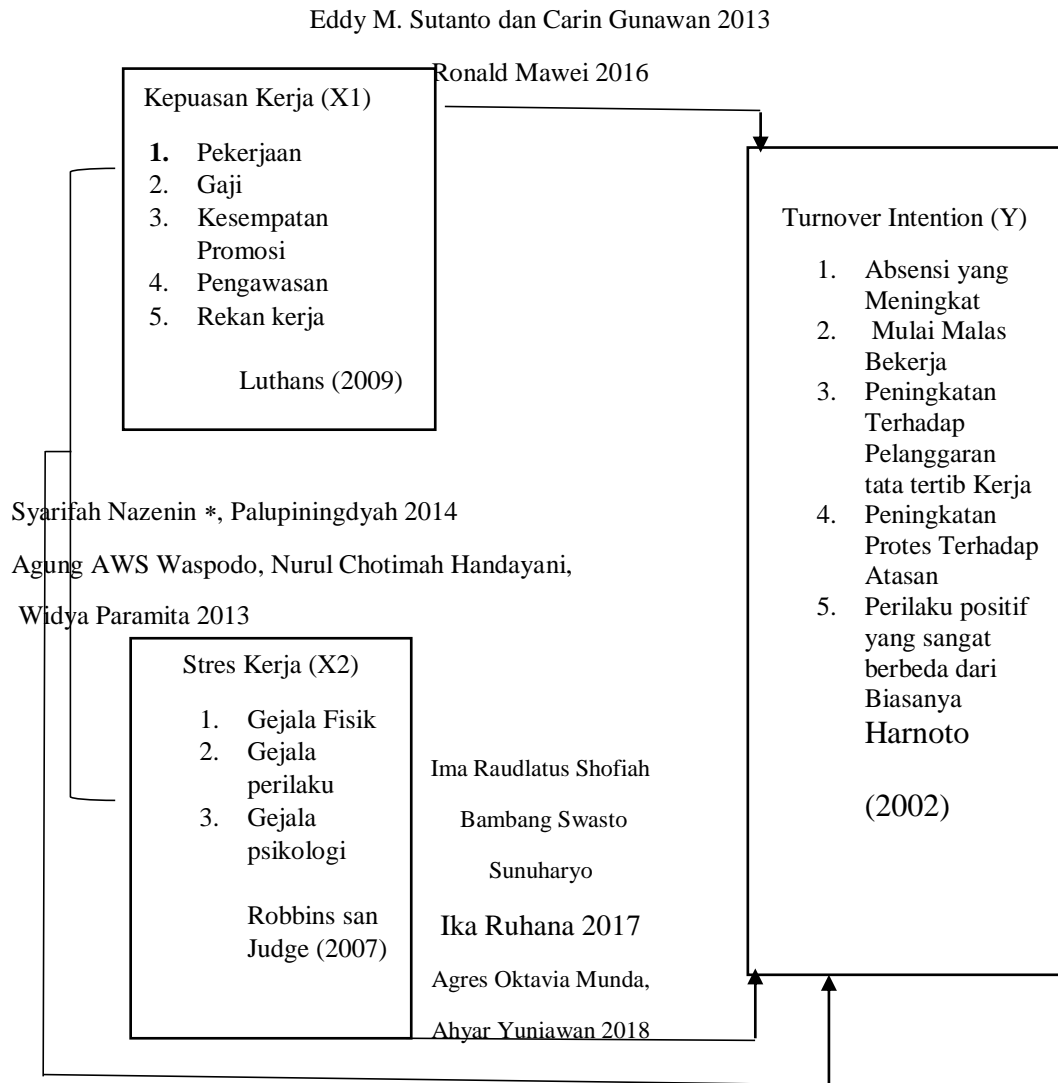 Eddy M. Sutanto dan Carin Gunawan 2013
Ronald Mawei 2016
Kepuasan Kerja (X1)
1. Pekerjaan
2. Gaji
3. Kesempatan
Promosi
4. Pengawasan
5. Rekan kerja
Luthans (2009)
Syarifah Nazenin *, Palupiningdyah 2014
Agung AWS Waspodo, Nurul Chotimah Handayani,
Widya Paramita 2013
Stres Kerja (X2)
1. Gejala Fisik
2. Gejala
perilaku
3. Gejala
psikologi
Robbins san
Judge (2007)
Ima Raudlatus Shofiah
Bambang Swasto
Sunuharyo
Ika Ruhana 2017
Agres Oktavia Munda,
Ahyar Yuniawan 2018
Turnover Intention (Y)
1. Absensi yang
Meningkat
2. Mulai Malas
Bekerja
3. Peningkatan
Terhadap
Pelanggaran
tata tertib Kerja
4. Peningkatan
Protes Terhadap
Atasan
5. Perilaku positif
yang sangat
berbeda dari
Biasanya
Harnoto
(2002)